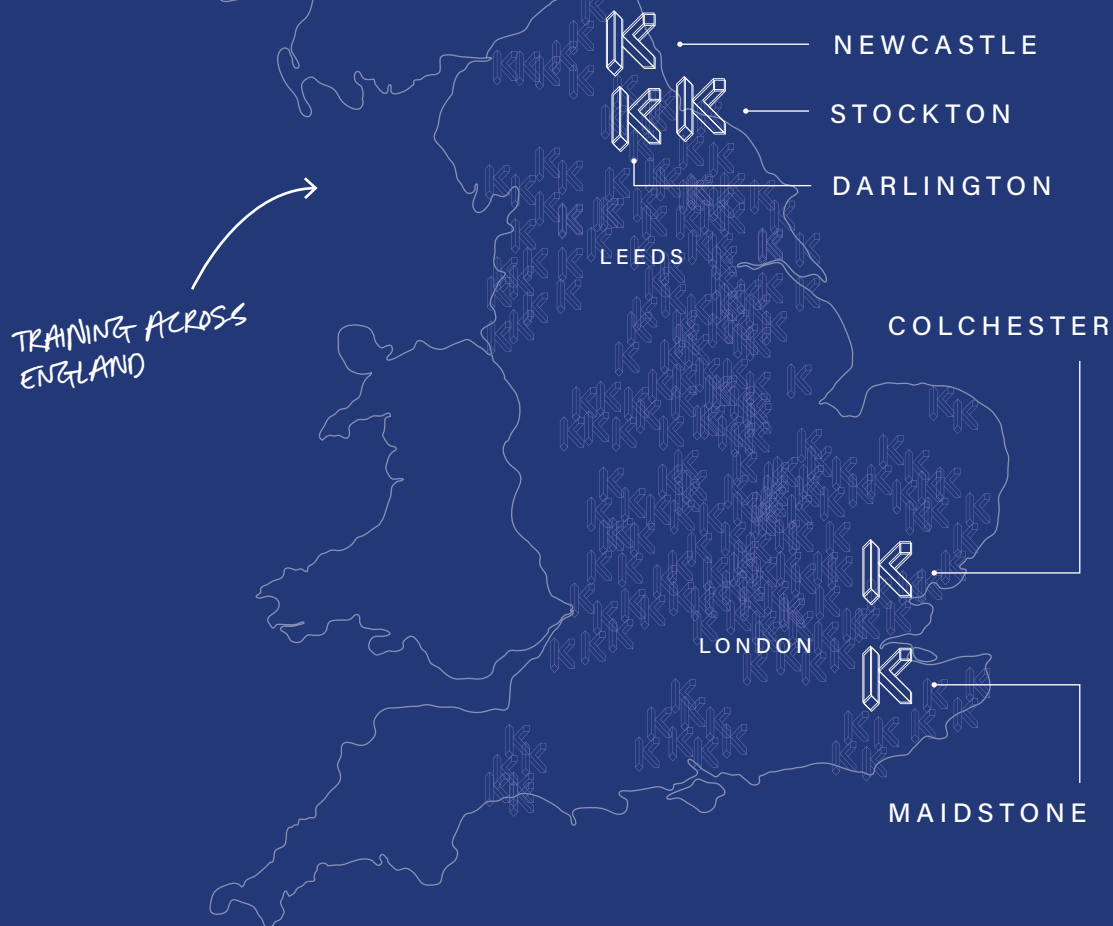 NEWCASTLE
STOCKTON
DARLINGTON
LEEDS
TRAINING ACROSS
ENGLAND
COLCHESTER
LONDON
MAIDSTONE